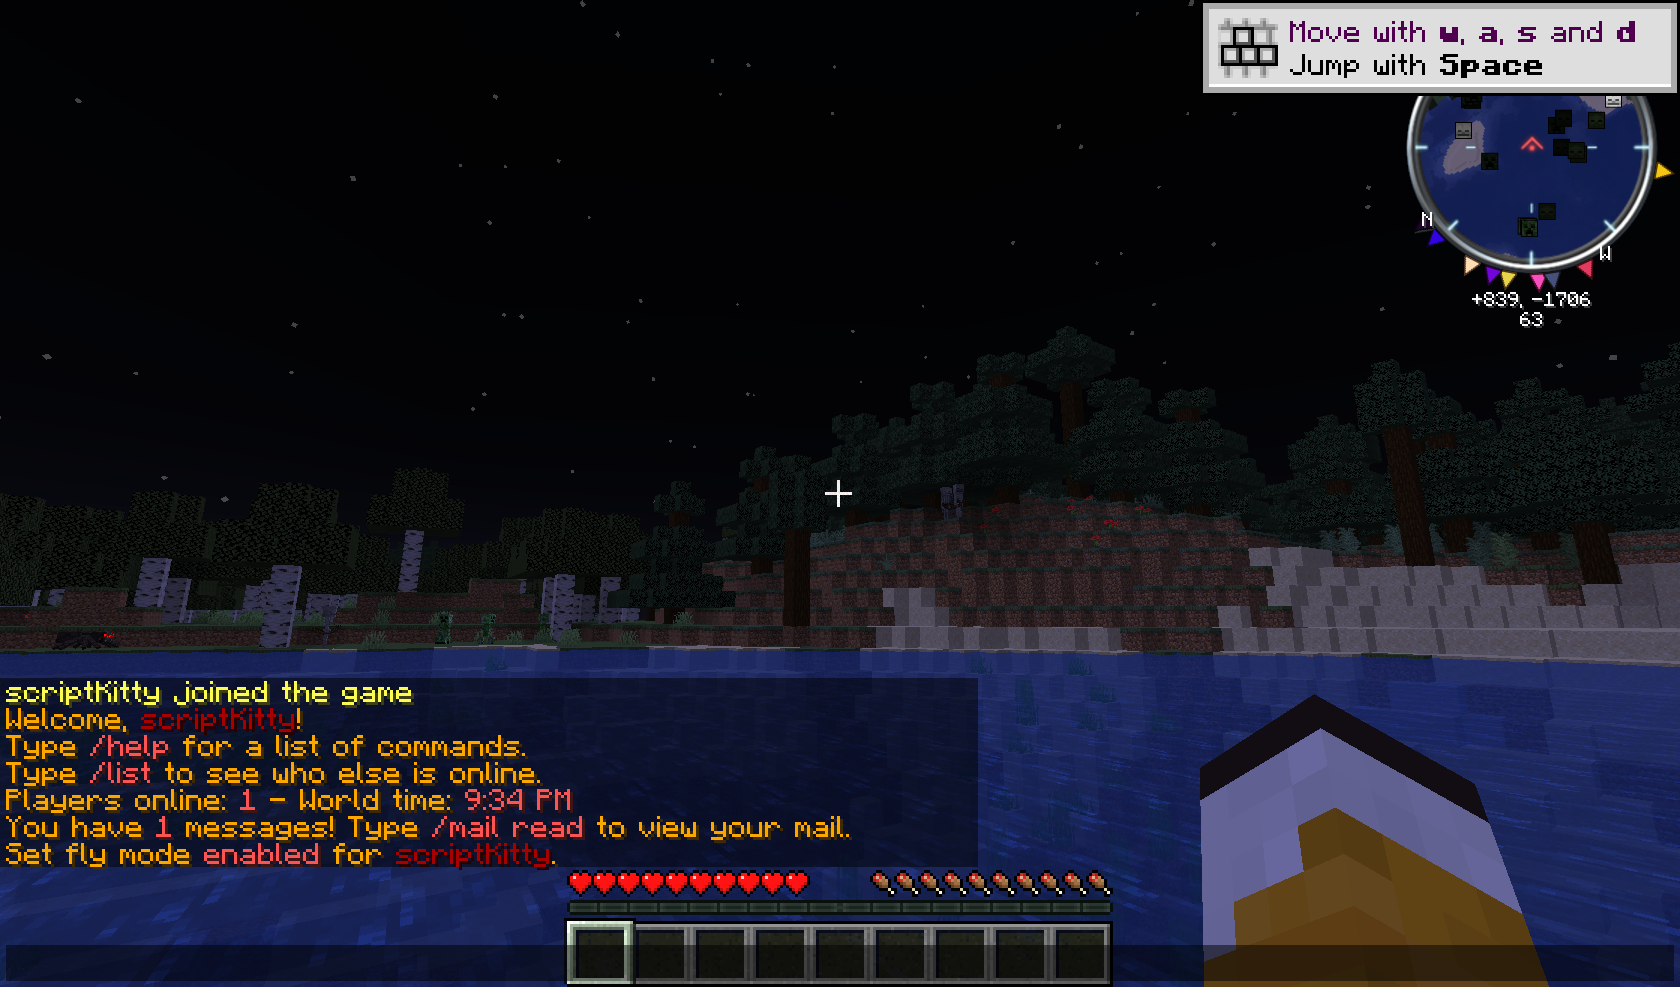 Move with w, a, s and d
Jump with Space
N
W
+839, -1706
63
scriptKitty joined the game
Welcome, scriptKitty!
Type /help for a list of commands.
Type /list to see who else is online.
Players online: 1 - World time: 9:34 PM
You have 1 messages! Type /mail read to view your mail.
Set fly mode enabled for scriptKitty.